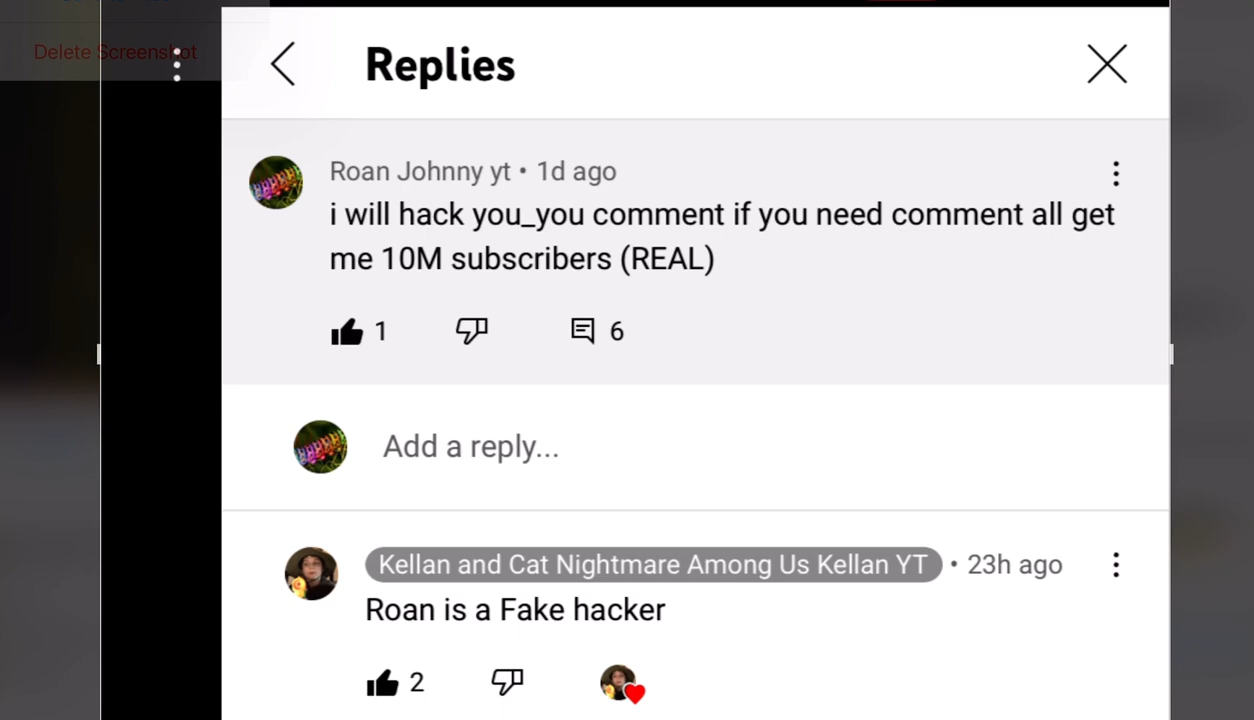 Delete Screenshot
Replies
Roan Johnny yt • 1d ago
i will hack you_you comment if you need comment all get
me 10M subscribers (REAL)
1
6
Add a reply...
Kellan and Cat Nightmare Among Us Kellan YT • 23h ago
Roan is a Fake hacker
2